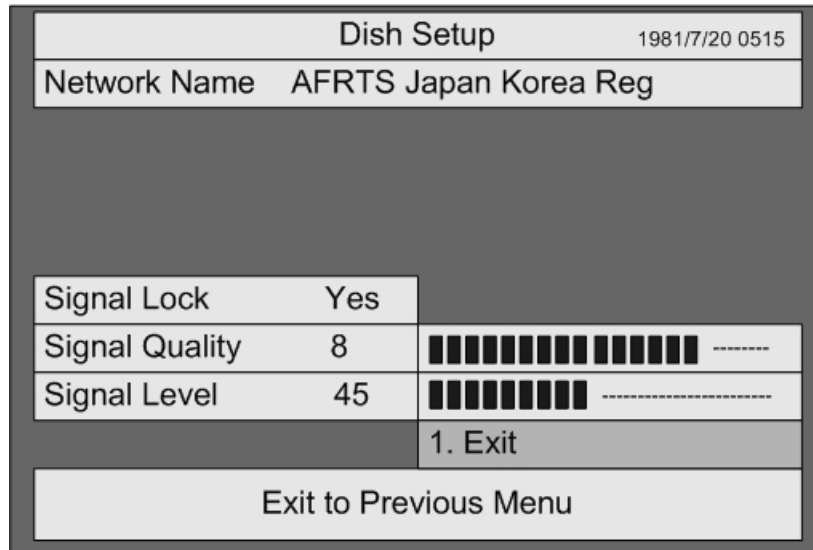 Dish Setup 1981/7/20 0515
Network Name AFRTS Japan Korea Reg
Signal Lock Yes
Signal Quality 8 --------
Signal Level 45 ------------------------
1. Exit
Exit to Previous Menu